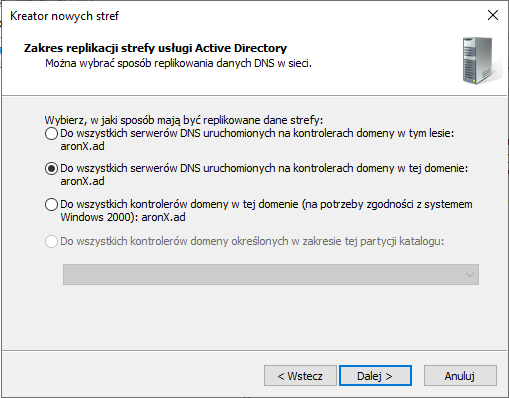 Kreator nowych stref
Zakres replikacji strefy usługi Active Directory
Można wybrać sposób replikowania danych DNS w sieci.
Wybierz, w jaki sposób mają być replikowane dane strefy:
Do wszystkich serwerów DNS uruchomionych na kontrolerach domeny w tym lesie:
aronX.ad
Do wszystkich serwerów DNS uruchomionych na kontrolerach domeny w tej domenie:
aronX.ad
Do wszystkich kontrolerów domeny w tej domenie (na potrzeby zgodności z systemem
Windows 2000): aronX.ad
Do wszystkich kontrolerów domeny określonych w zakresie tej partycji katalogu:
< Wstecz
Dalej >
Anuluj